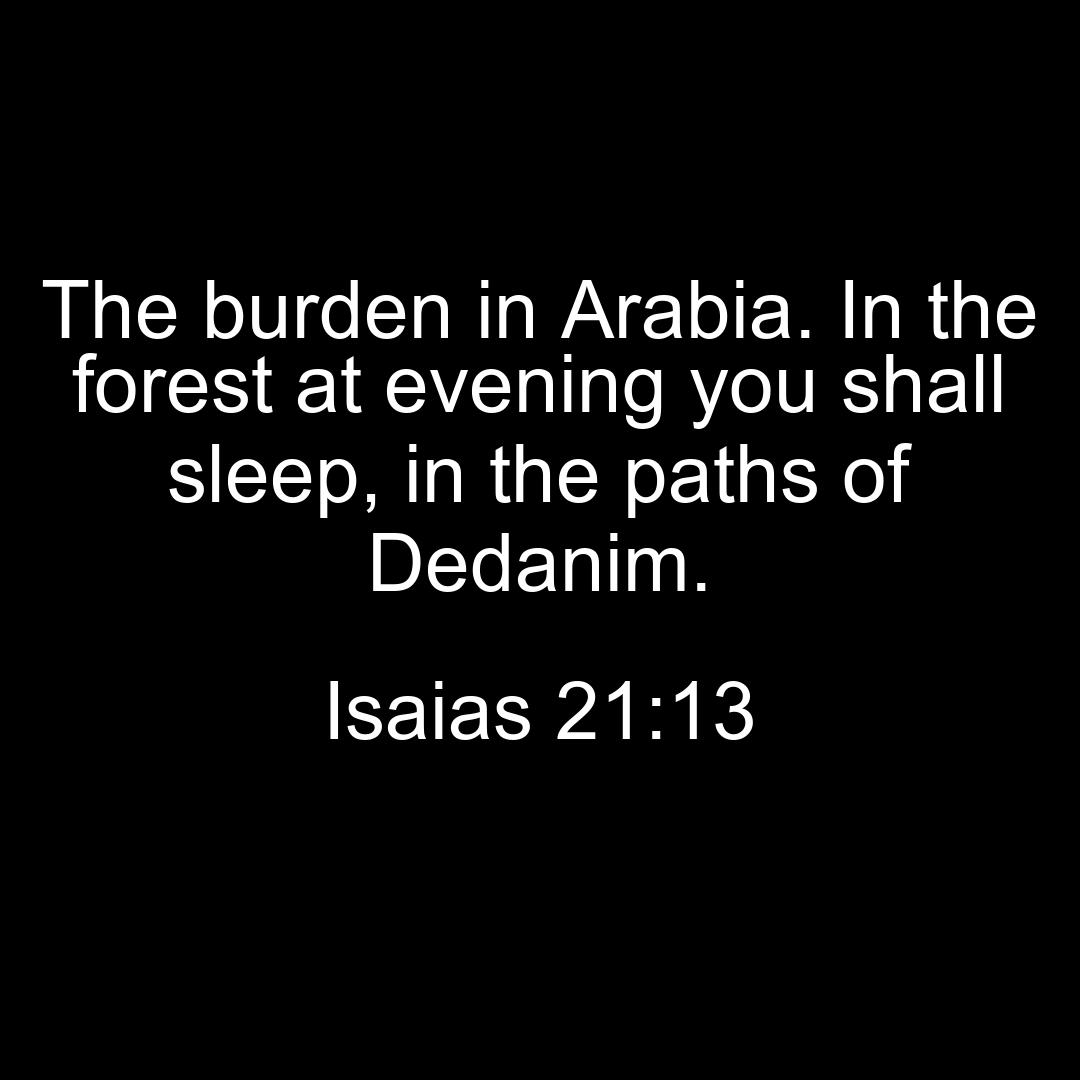 The burden in Arabia. In the
forest at evening you shall
sleep, in the paths of
Dedanim.
Isaias 21:13